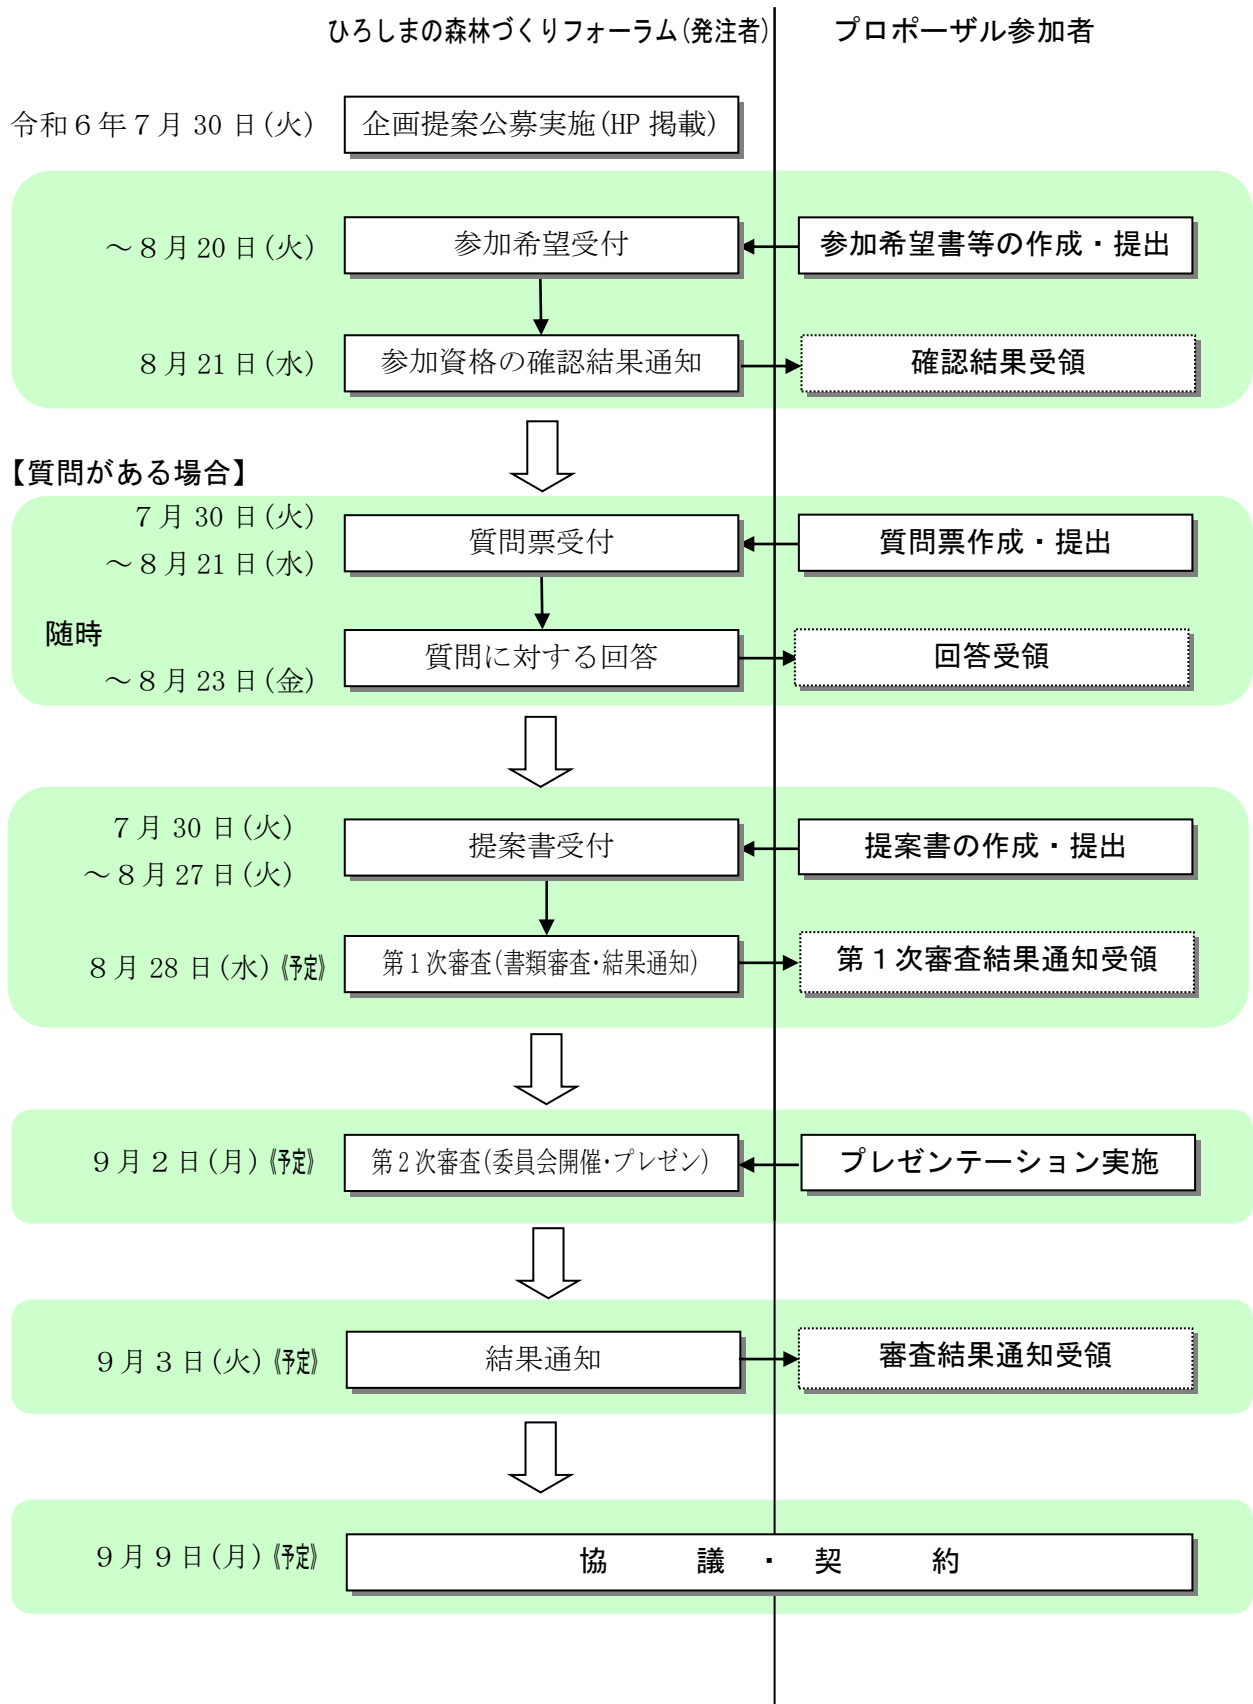 ひろしまの森林づくりフォーラム(発注者) プロポーザル参加者
令和６年７月30日(火) 企画提案公募実施(HP掲載)
～８月20日(火) 参加希望受付 参加希望書等の作成・提出
８月21日(水) 参加資格の確認結果通知 確認結果受領
【質問がある場合】
７月30日(火)
～８月21日(水) 質問票受付 質問票作成・提出
随時
～８月23日(金) 質問に対する回答 回答受領
７月30日(火)
～８月27日(火) 提案書受付 提案書の作成・提出
８月28日(水)《予定》 第1次審査(書類審査・結果通知) 第１次審査結果通知受領
９月２日(月)《予定》 第2次審査(委員会開催・プレゼン) プレゼンテーション実施
９月３日(火)《予定》 結果通知 審査結果通知受領
９月９日(月)《予定》 協 議 ・ 契 約